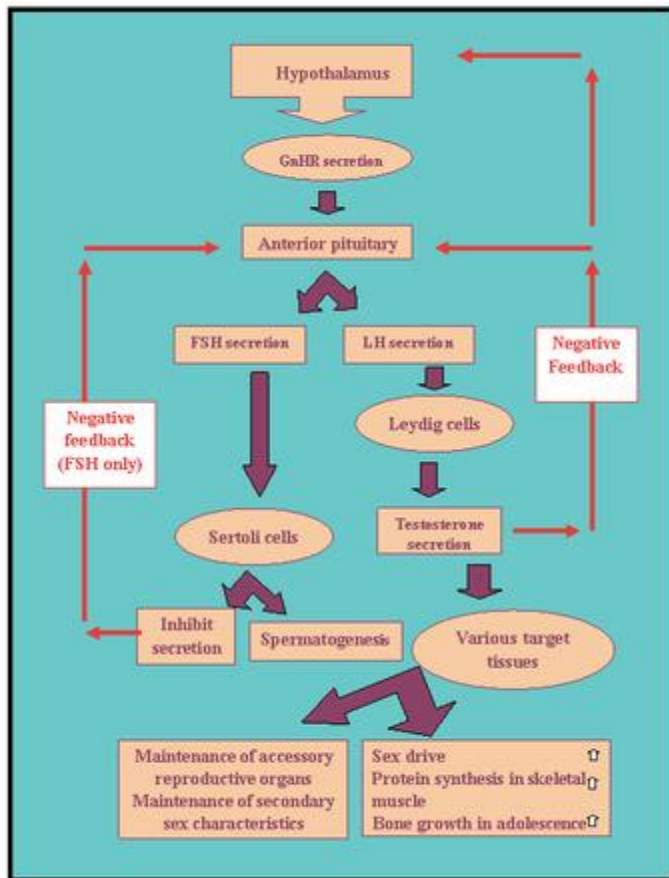 Hypothalamus
GnHR secretion
Anterior pituitary
FSH secretion
LH secretion
Negative
Feedback
Negative
feedback
(FSH only)
Leydig cells
Sertoli cells
Testosterone
secretion
Inhibit
secretion
Spermatogenesis
Various target
tissues
Maintenance of accessory
reproductive organs
Maintenance of secondary
sex characteristics
Sex drive
Protein synthesis in skeletal
muscle
Bone growth in adolescence